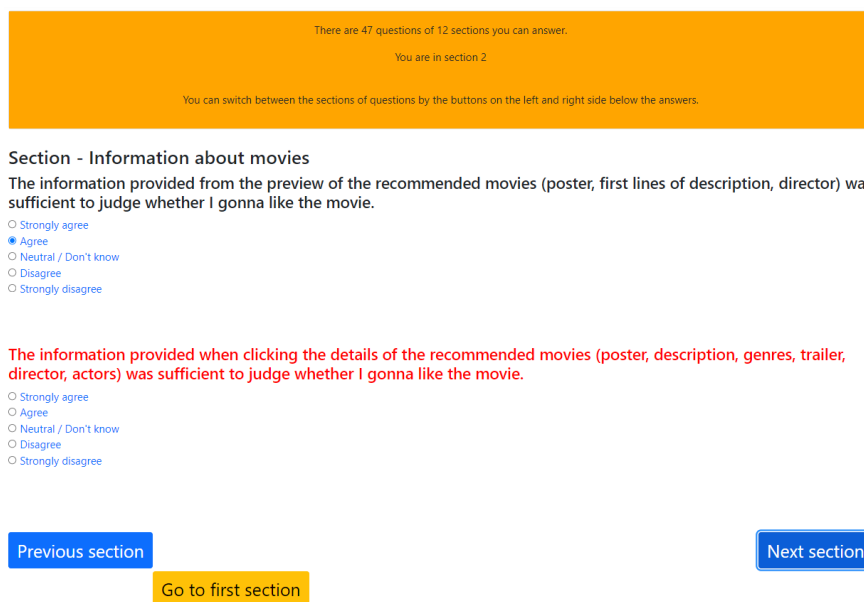 There are 47 questions of 12 sections you can answer.
You are in section 2
You can switch between the sections of questions by the buttons on the left and right side below the answers.
Section - Information about movies
The information provided from the preview of the recommended movies (poster, first lines of description, director) wa
sufficient to judge whether I gonna like the movie.
Strongly agree
Agree
Neutral / Don't know
Disagree
Strongly disagree
The information provided when clicking the details of the recommended movies (poster, description, genres, trailer,
director, actors) was sufficient to judge whether I gonna like the movie.
Strongly agree
Agree
Neutral / Don't know
Disagree
Strongly disagree
Previous section
Next section
Go to first section